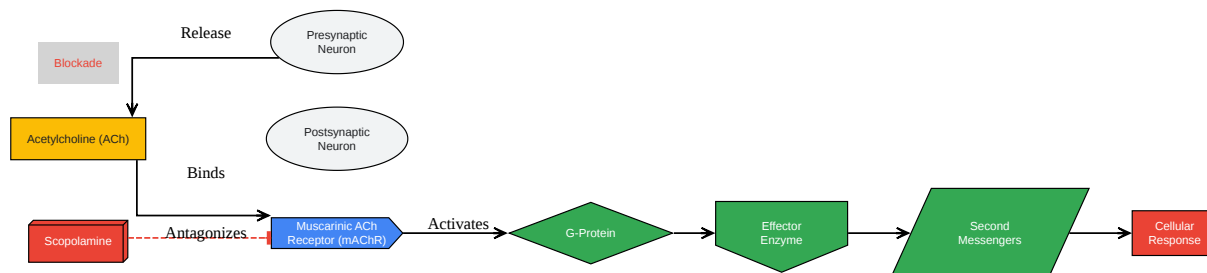 Release
Presynaptic
Neuron
Blockade
Acetylcholine (ACh)
Postsynaptic
Neuron
Binds
Scopolamine
Antagonizes
Muscarinic ACh
Receptor (mAChR)
Activates
G-Protein
Effector
Enzyme
Second
Messengers
Cellular
Response